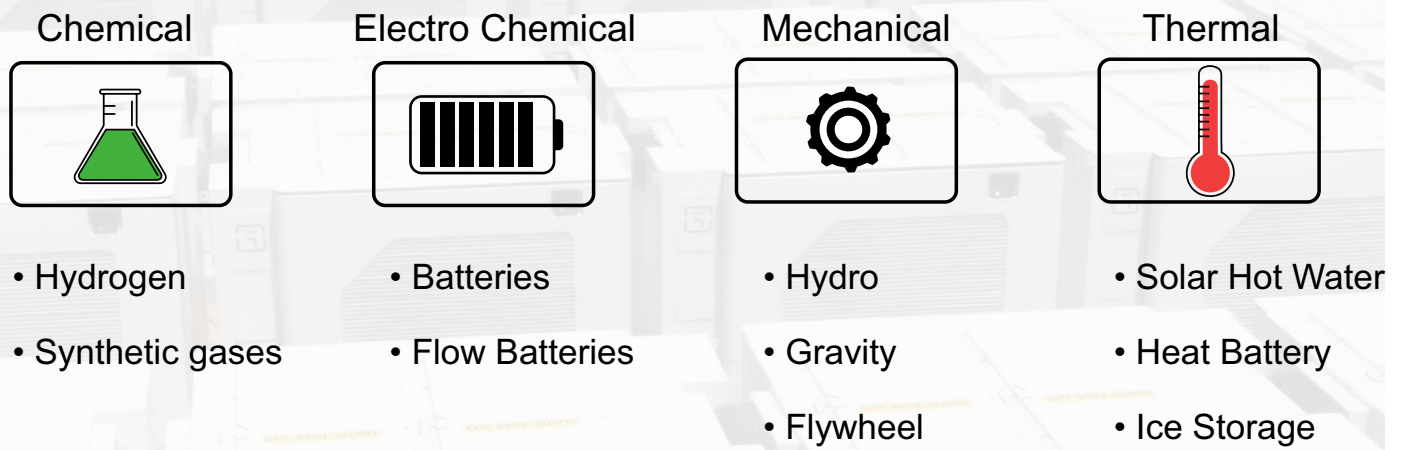 Chemical
Electro Chemical
Mechanical
Thermal
• Hydrogen
• Synthetic gases
• Batteries
• Flow Batteries
• Hydro
• Gravity
• Flywheel
• Solar Hot Water
• Heat Battery
• Ice Storage